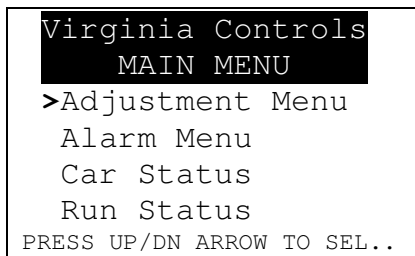 Virginia Controls
MAIN MENU
>Adjustment Menu
Alarm Menu
Car Status
Run Status
PRESS UP/DN ARROW TO SEL..